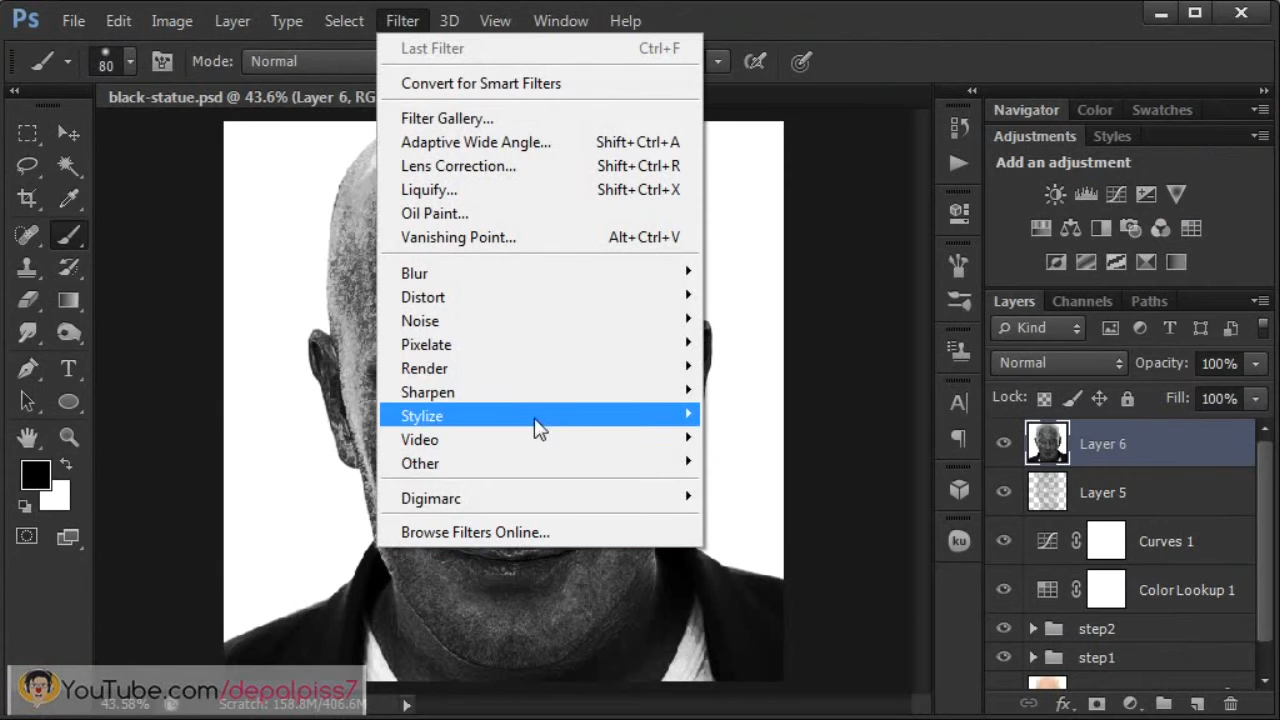 Ps File Edit Image Layer Type Select Filter 3D View Window Help
80 Mode: Normal
black-statue.psd @ 43.6% (Layer 6, RG
Last Filter Ctrl+F
Convert for Smart Filters
Filter Gallery...
Adaptive Wide Angle... Shift+Ctrl+A
Lens Correction... Shift+Ctrl+R
Liquify... Shift+Ctrl+X
Oil Paint...
Vanishing Point... Alt+Ctrl+V
Blur
Distort
Noise
Pixelate
Render
Sharpen
Stylize
Video
Other
Digimarc
Browse Filters Online...
Navigator Color Swatches
Adjustments Styles
Add an adjustment
Layers Channels Paths
Kind
Normal Opacity: 100%
Lock: Fill: 100%
Layer 6
Layer 5
Curves 1
Color Lookup 1
step2
step1
ku
YouTube.com/depalpiss7
43.58% Scratch: 158.8M/406.6M